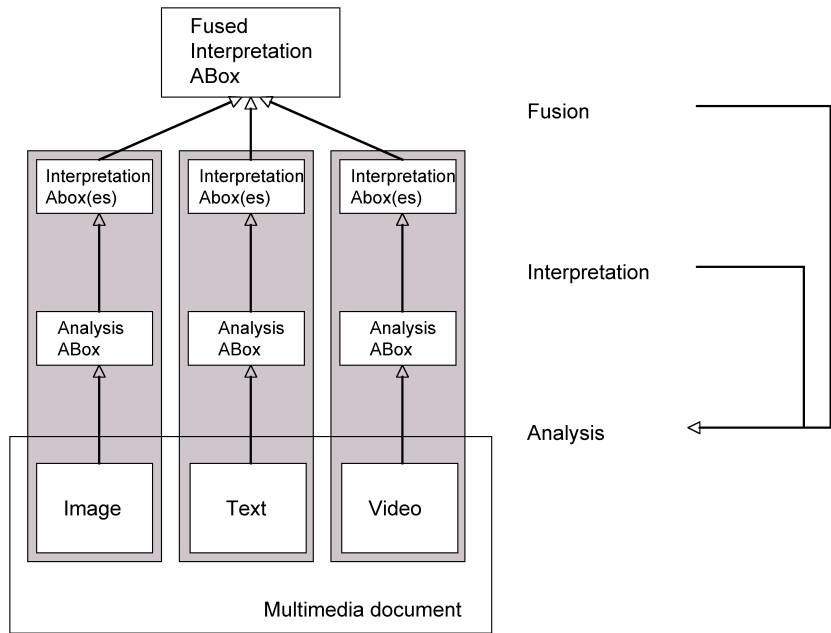 Fused
Interpretation
ABox
Fusion
Interpretation
Abox(es)
Interpretation
Abox(es)
Interpretation
Abox(es)
Interpretation
Analysis
ABox
Analysis
ABox
Analysis
ABox
Analysis
Image
Text
Video
Multimedia document